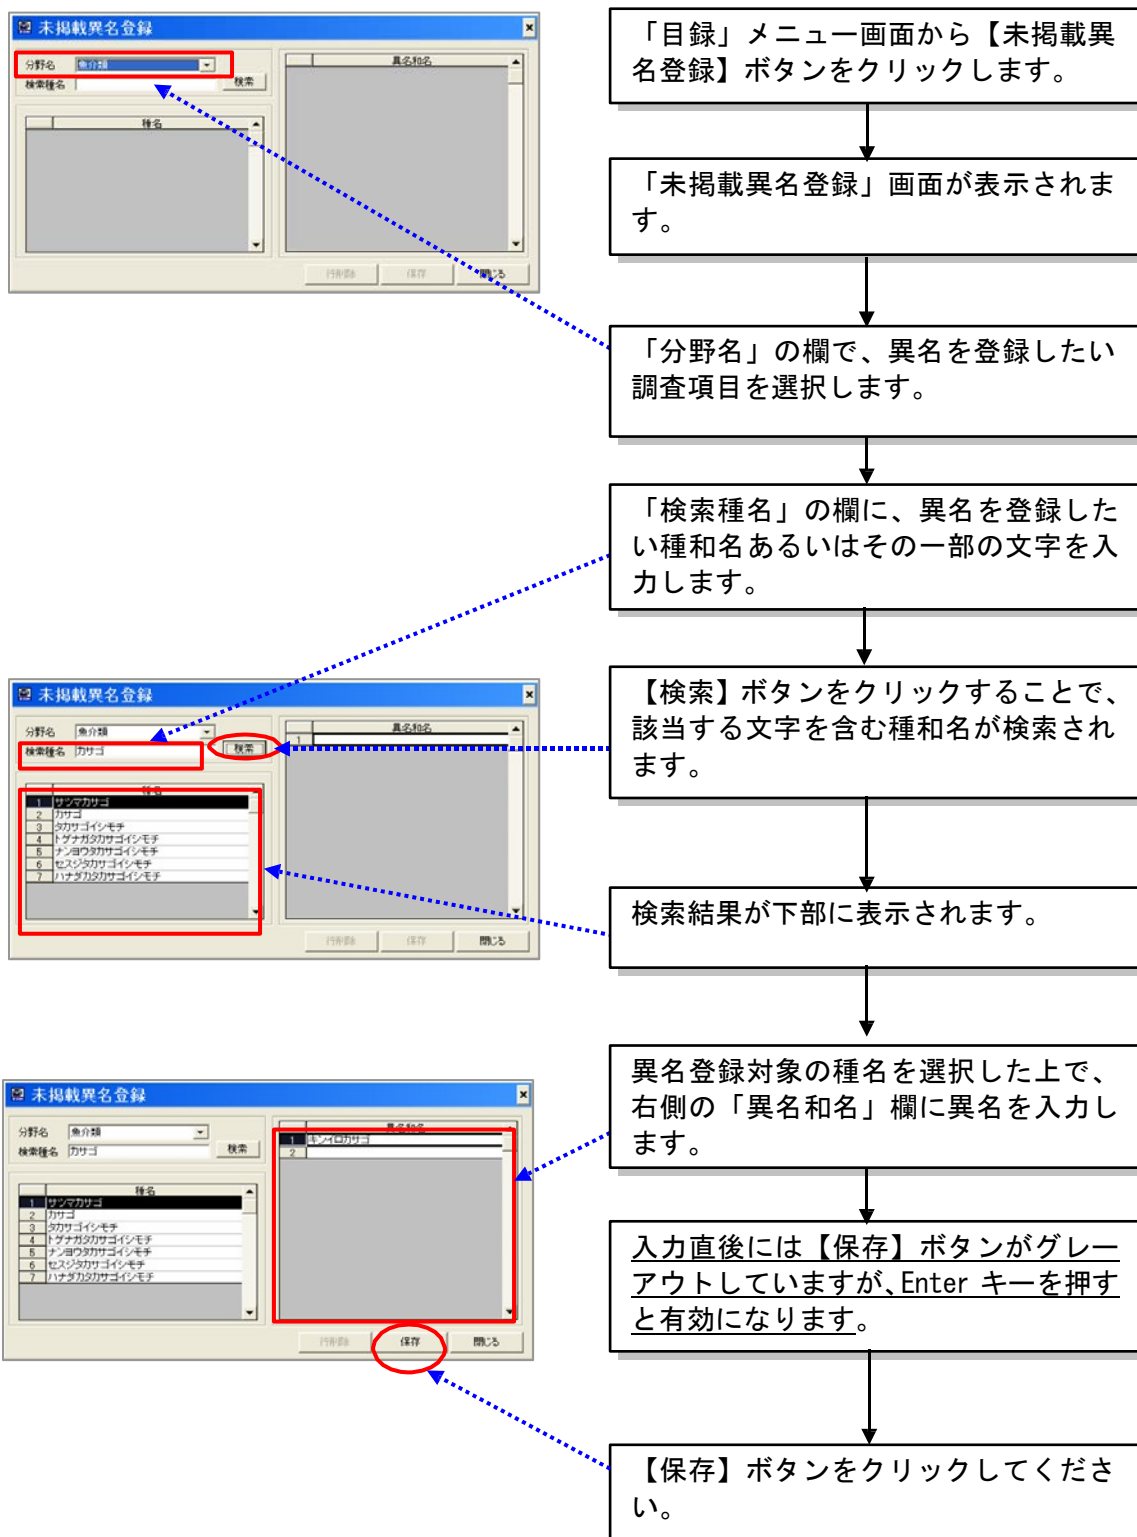 未掲載異名登録
分野名 魚介類
検索種名 検索
種名
異名和名
行削除 保存 閉じる
「目録」メニュー画面から【未掲載異
名登録】ボタンをクリックします。
「未掲載異名登録」画面が表示されま
す。
「分野名」の欄で、異名を登録したい
調査項目を選択します。
「検索種名」の欄に、異名を登録した
い種和名あるいはその一部の文字を入
力します。
未掲載異名登録
分野名 魚介類
検索種名 カサゴ 検索
種名
1 サツマカサゴ
2 カサゴ
3 タカサゴイシモチ
4 トゲナガタカサゴイシモチ
5 ナンヨウタカサゴイシモチ
6 セスジタカサゴイシモチ
7 ハナダカタカサゴイシモチ
異名和名
1
行削除 保存 閉じる
【検索】ボタンをクリックすることで、
該当する文字を含む種和名が検索され
ます。
検索結果が下部に表示されます。
未掲載異名登録
分野名 魚介類
検索種名 カサゴ 検索
種名
1 サツマカサゴ
2 カサゴ
3 タカサゴイシモチ
4 トゲナガタカサゴイシモチ
5 ナンヨウタカサゴイシモチ
6 セスジタカサゴイシモチ
7 ハナダカタカサゴイシモチ
異名和名
1 キンイロカサゴ
2
行削除 保存 閉じる
異名登録対象の種名を選択した上で、
右側の「異名和名」欄に異名を入力し
ます。
入力直後には【保存】ボタンがグレー
アウトしていますが、Enter キーを押す
と有効になります。
【保存】ボタンをクリックしてくださ
い。